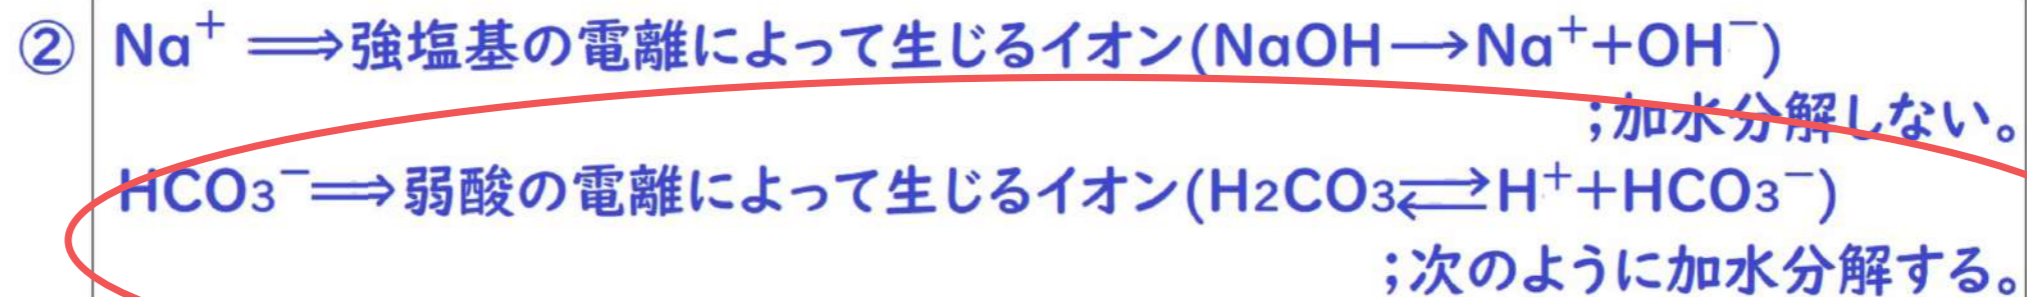 ② Na⁺ ⟹強塩基の電離によって生じるイオン(NaOH→Na⁺+OH⁻)
;加水分解しない。
HCO₃⁻⟹弱酸の電離によって生じるイオン(H₂CO₃⇄H⁺+HCO₃⁻)
;次のように加水分解する。